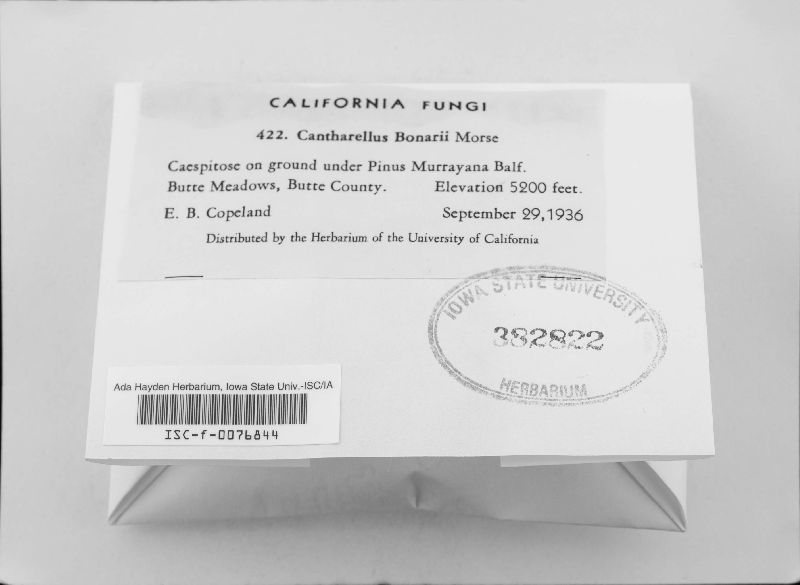 CALIFORNIA FUNGI
422. Cantharellus Bonarii Morse
Caespitose on ground under Pinus Murrayana Balf.
Butte Meadows, Butte County. Elevation 5200 feet.
E. B. Copeland September 29, 1936
Distributed by the Herbarium of the University of California
IOWA STATE UNIVERSITY
382822
HERBARIUM
Ada Hayden Herbarium, Iowa State Univ.-ISC/IA
ISC-f-0076844